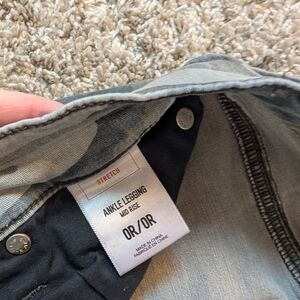 STRETCH
ANKLE LEGGING
MID RISE
0R/0R
MADE IN CHINA
FABRIQUÉ EN CHINE